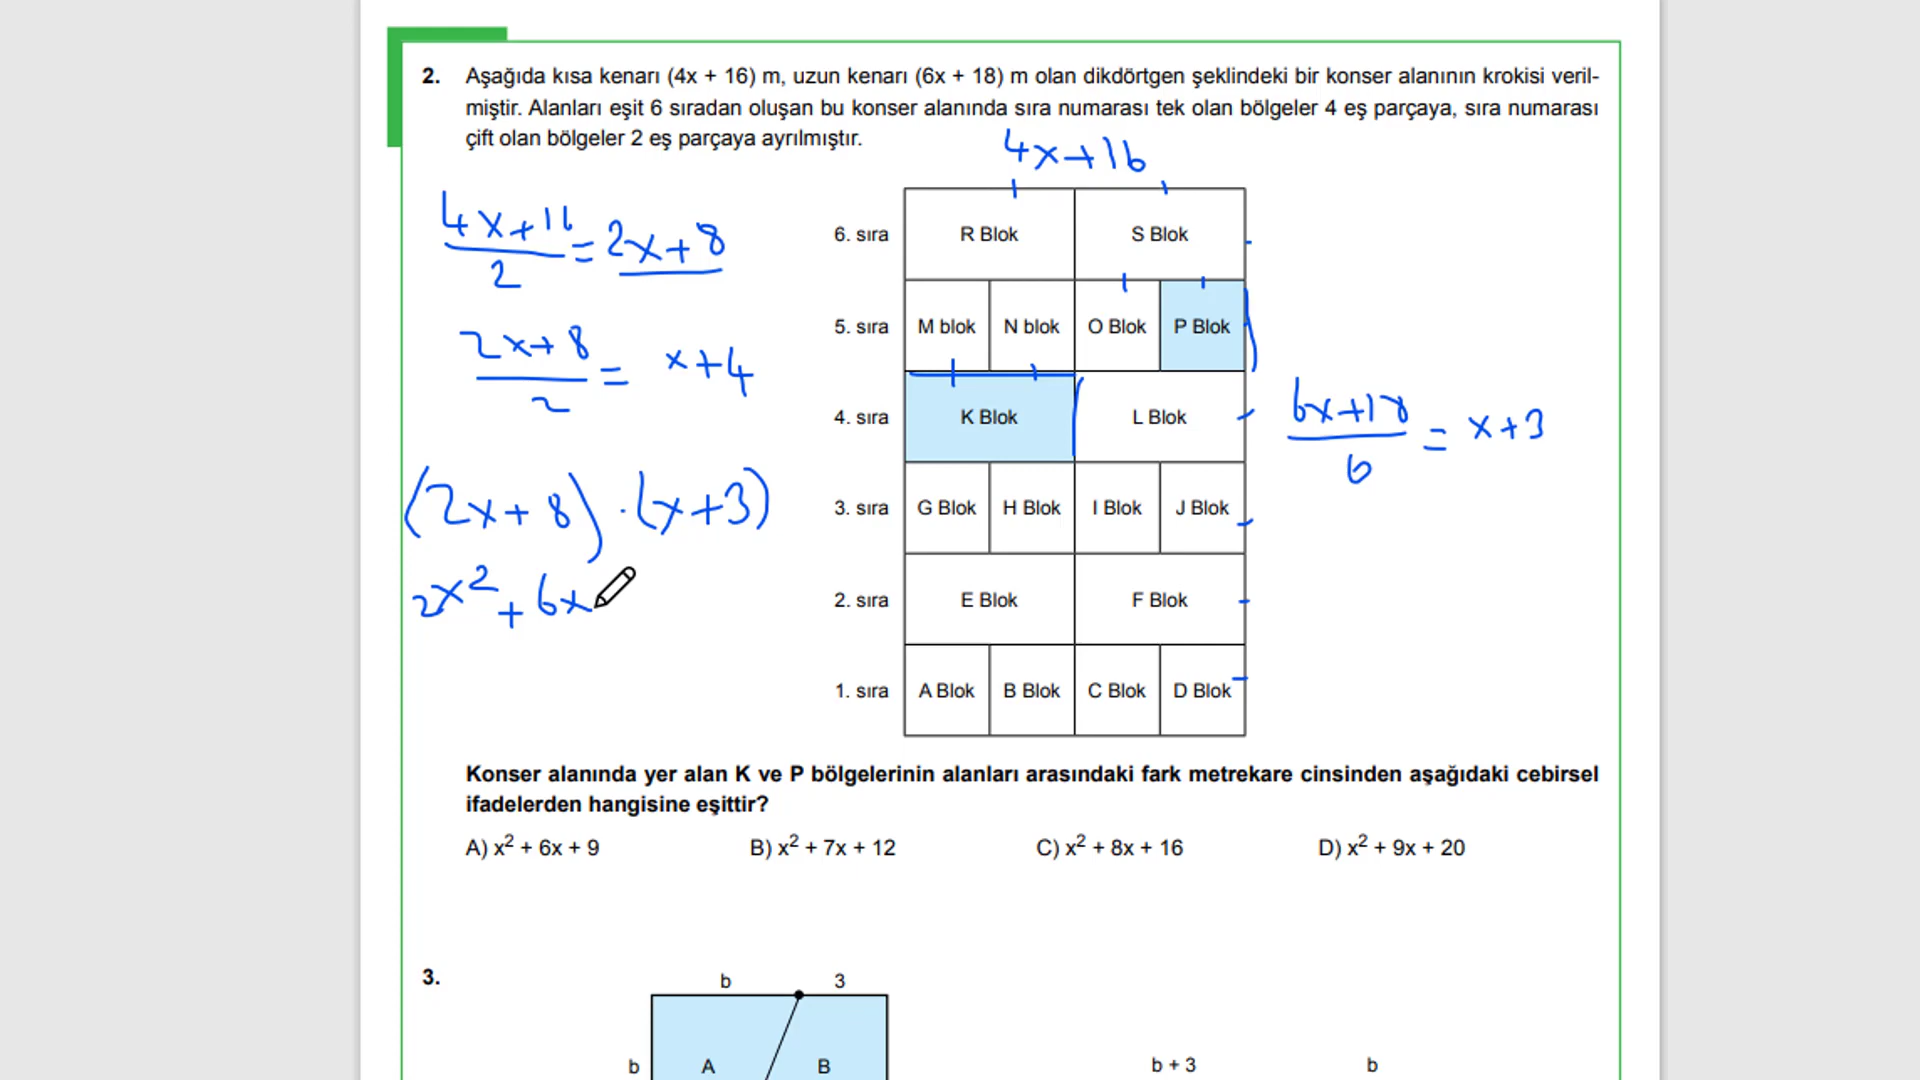 2. Aşağıda kısa kenarı (4x + 16) m, uzun kenarı (6x + 18) m olan dikdörtgen şeklindeki bir konser alanının krokisi veril-
miştir. Alanları eşit 6 sıradan oluşan bu konser alanında sıra numarası tek olan bölgeler 4 eş parçaya, sıra numarası
çift olan bölgeler 2 eş parçaya ayrılmıştır.
4x+16
4x+16/2 = 2x+8
2x+8/2 = x+4
(2x+8).(x+3)
2x²+6x
6. sıra R Blok S Blok
5. sıra M blok N blok O Blok P Blok
4. sıra K Blok L Blok
3. sıra G Blok H Blok I Blok J Blok
2. sıra E Blok F Blok
1. sıra A Blok B Blok C Blok D Blok
6x+18/6 = x+3
Konser alanında yer alan K ve P bölgelerinin alanları arasındaki fark metrekare cinsinden aşağıdaki cebirsel
ifadelerden hangisine eşittir?
A) x² + 6x + 9 B) x² + 7x + 12 C) x² + 8x + 16 D) x² + 9x + 20
3.
b 3
b A B
b + 3 b